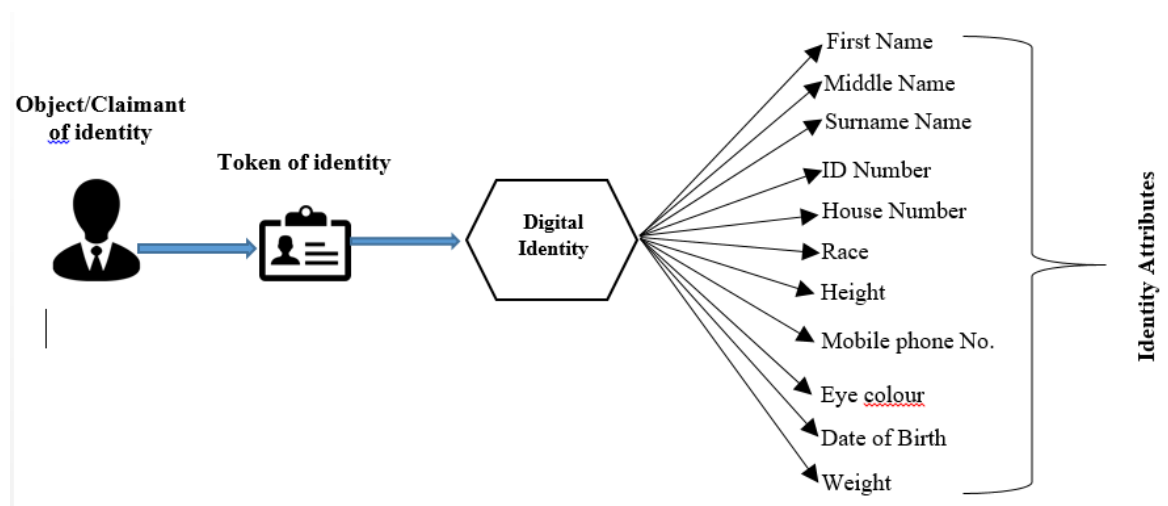 Object/Claimant
of identity
Token of identity
Digital
Identity
First Name
Middle Name
Surname Name
ID Number
House Number
Race
Height
Mobile phone No.
Eye colour
Date of Birth
Weight
Identity Attributes